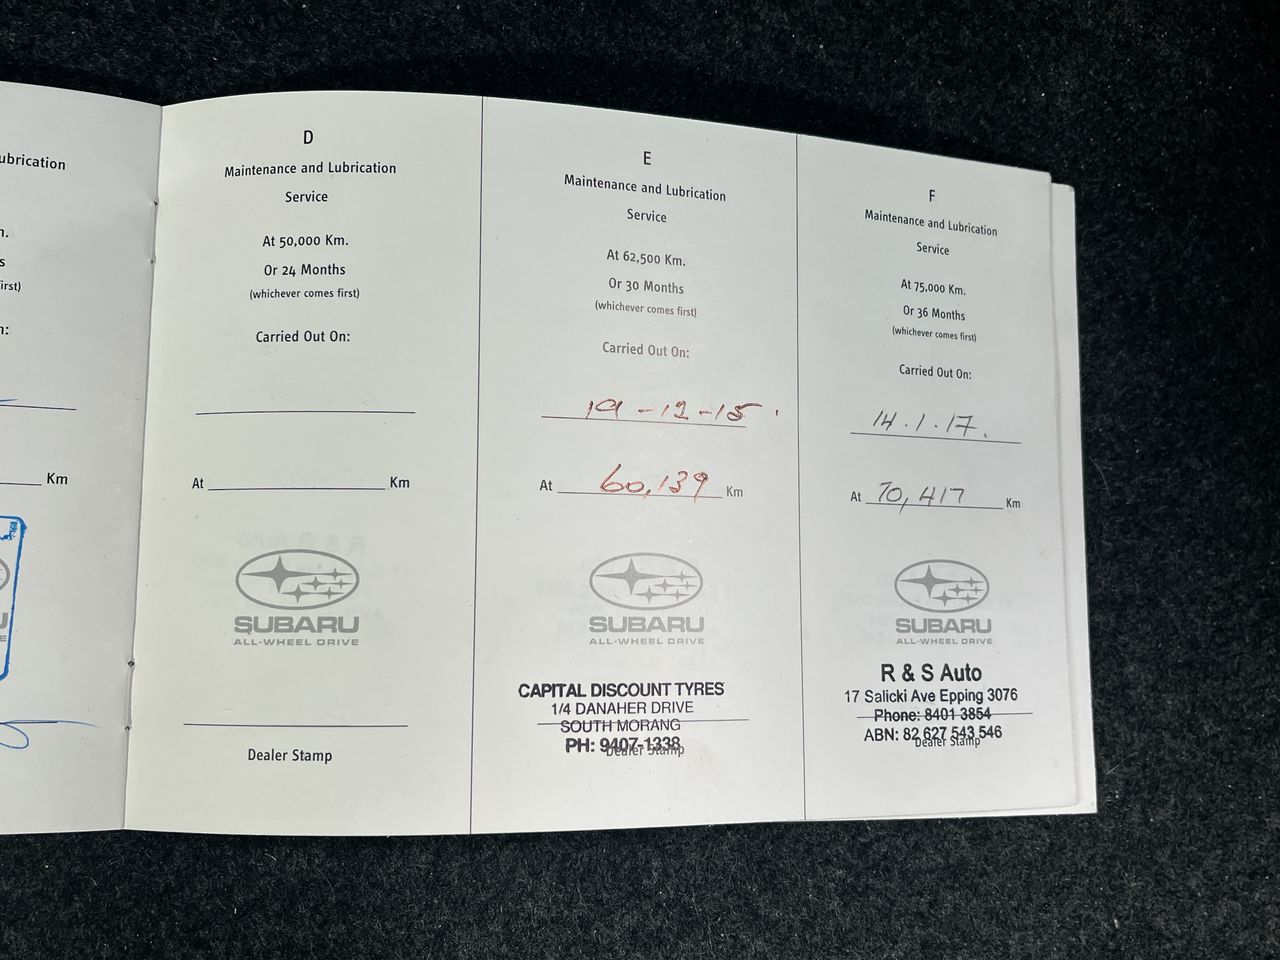 ubrication
n.
s
irst)
n:
Km
D
Maintenance and Lubrication
Service
At 50,000 Km.
Or 24 Months
(whichever comes first)
Carried Out On:
At Km
SUBARU
ALL-WHEEL DRIVE
Dealer Stamp
E
Maintenance and Lubrication
Service
At 62,500 Km.
Or 30 Months
(whichever comes first)
Carried Out On:
19-12-15.
At 60,139 Km
SUBARU
ALL-WHEEL DRIVE
CAPITAL DISCOUNT TYRES
1/4 DANAHER DRIVE
SOUTH MORANG
PH: 9407-1338
Dealer Stamp
F
Maintenance and Lubrication
Service
At 75,000 Km.
Or 36 Months
(whichever comes first)
Carried Out On:
14.1.17.
At 70,417 Km
SUBARU
ALL-WHEEL DRIVE
R & S Auto
17 Salicki Ave Epping 3076
Phone: 8401 3854
ABN: 82 627 543 546
Dealer Stamp